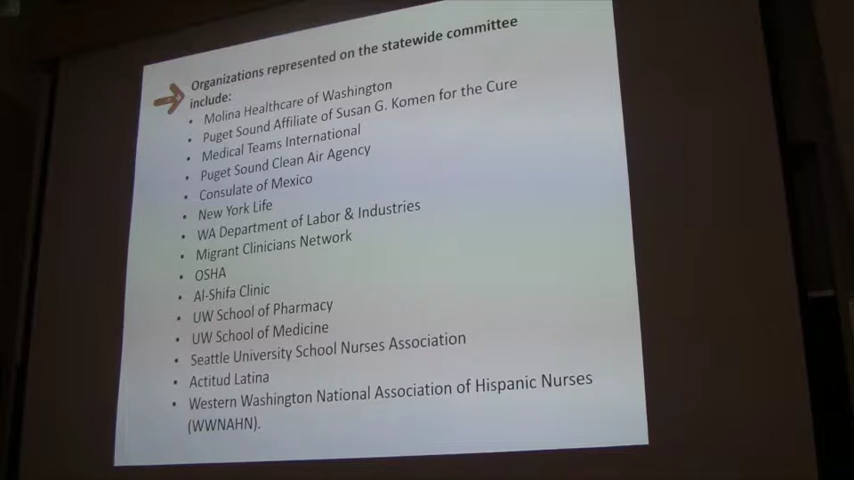 Organizations represented on the statewide committee
include:
• Molina Healthcare of Washington
• Puget Sound Affiliate of Susan G. Komen for the Cure
• Medical Teams International
• Puget Sound Clean Air Agency
• Consulate of Mexico
• New York Life
• WA Department of Labor & Industries
• Migrant Clinicians Network
• OSHA
• Al-Shifa Clinic
• UW School of Pharmacy
• UW School of Medicine
• Seattle University School Nurses Association
• Actitud Latina
• Western Washington National Association of Hispanic Nurses
(WWNAHN).